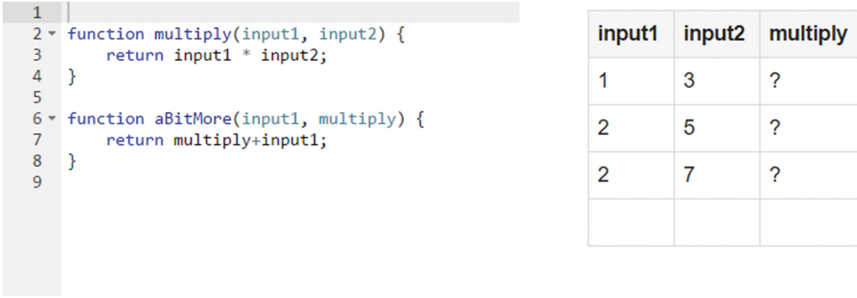 1
2 function multiply(input1, input2) {
3     return input1 * input2;
4 }
5
6 function aBitMore(input1, multiply) {
7     return multiply+input1;
8 }
9
input1 input2 multiply
1 3 ?
2 5 ?
2 7 ?